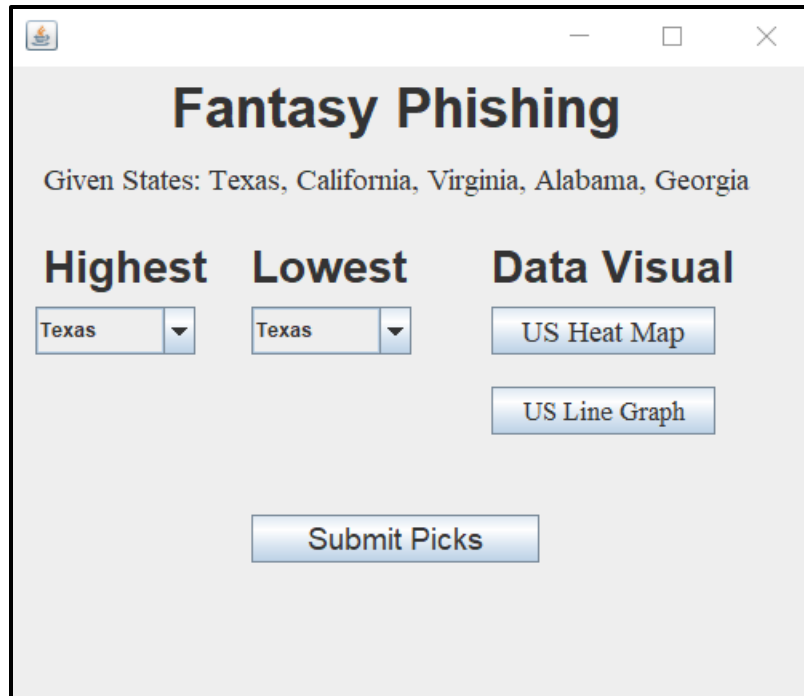 Fantasy Phishing
Given States: Texas, California, Virginia, Alabama, Georgia
Highest Lowest Data Visual
Texas Texas US Heat Map
US Line Graph
Submit Picks